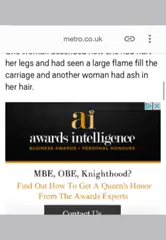 metro.co.uk
her legs and had seen a large flame fill the
carriage and another woman had ash in
her hair.
ai
awards intelligence
BUSINESS AWARDS • PERSONAL HONOURS
MBE, OBE, Knighthood?
Find Out How To Get A Queen's Honor
From The Awards Experts
Contact Us